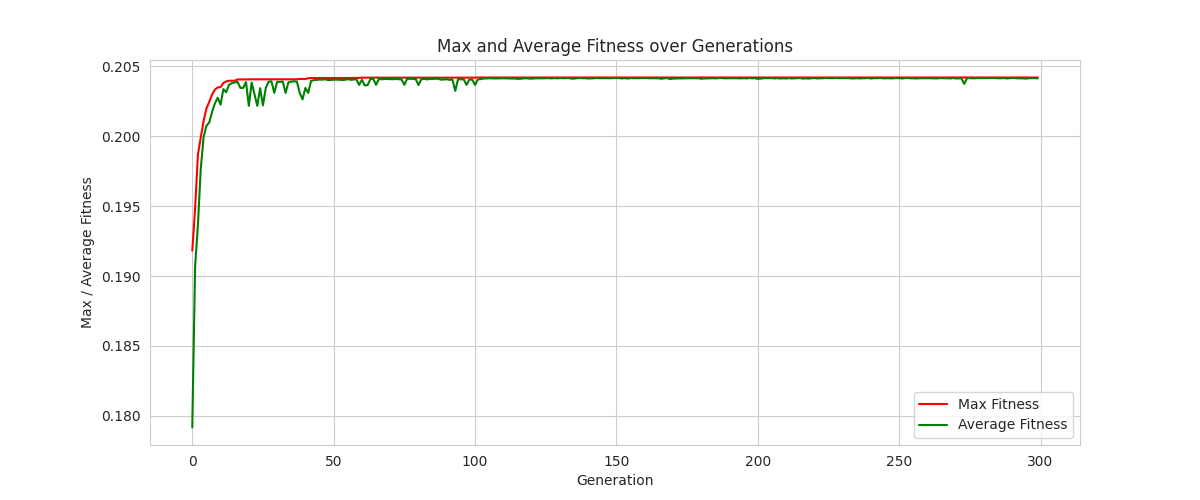 Max and Average Fitness over Generations
Max / Average Fitness
0.205
0.200
0.195
0.190
0.185
0.180
0
50
100
150
200
250
300
Generation
Max Fitness
Average Fitness